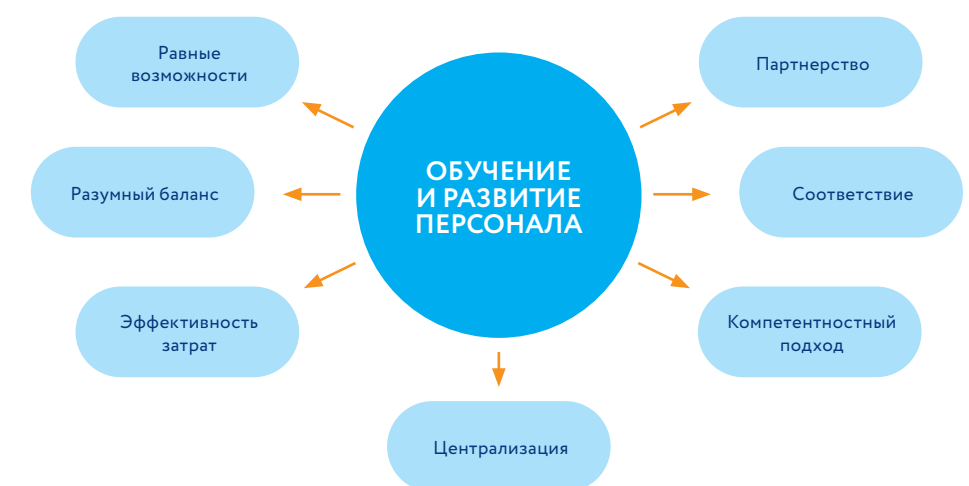 Равные
возможности
Партнерство
ОБУЧЕНИЕ
И РАЗВИТИЕ
ПЕРСОНАЛА
Разумный баланс
Соответствие
Эффективность
затрат
Компетентностный
подход
Централизация